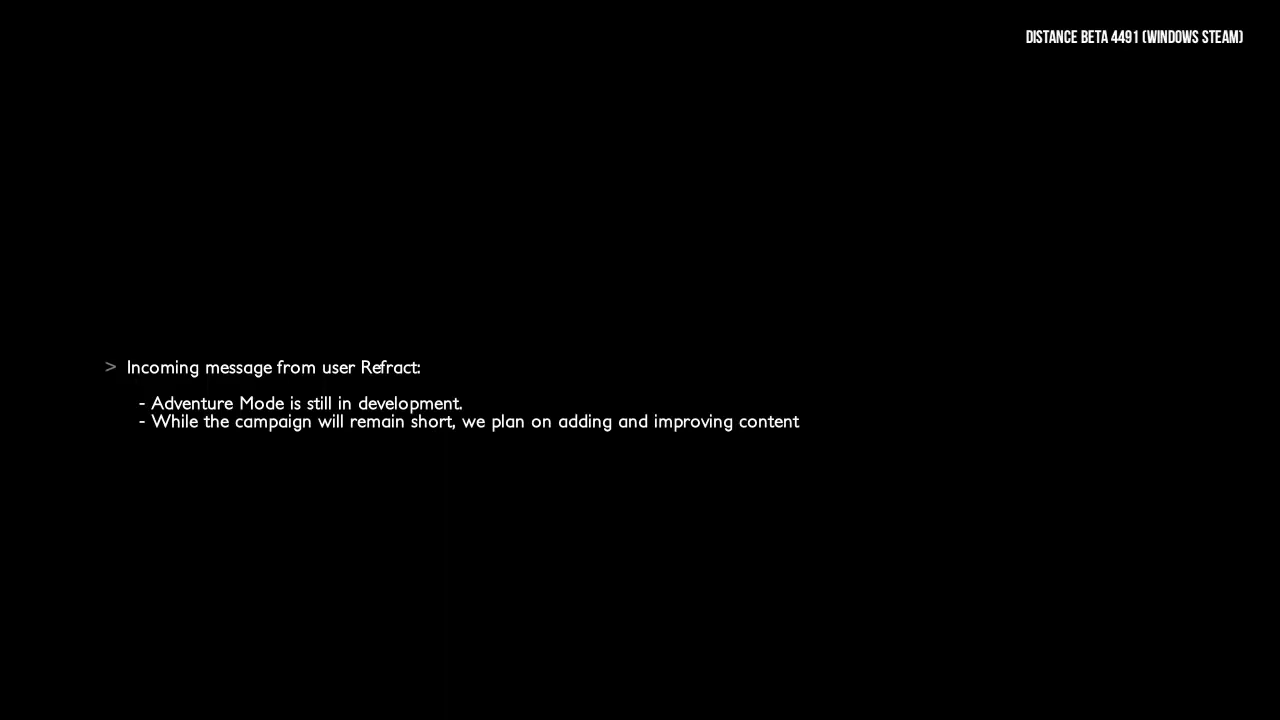 DISTANCE BETA 4491 (WINDOWS STEAM)
> Incoming message from user Refract:
- Adventure Mode is still in development.
- While the campaign will remain short, we plan on adding and improving content